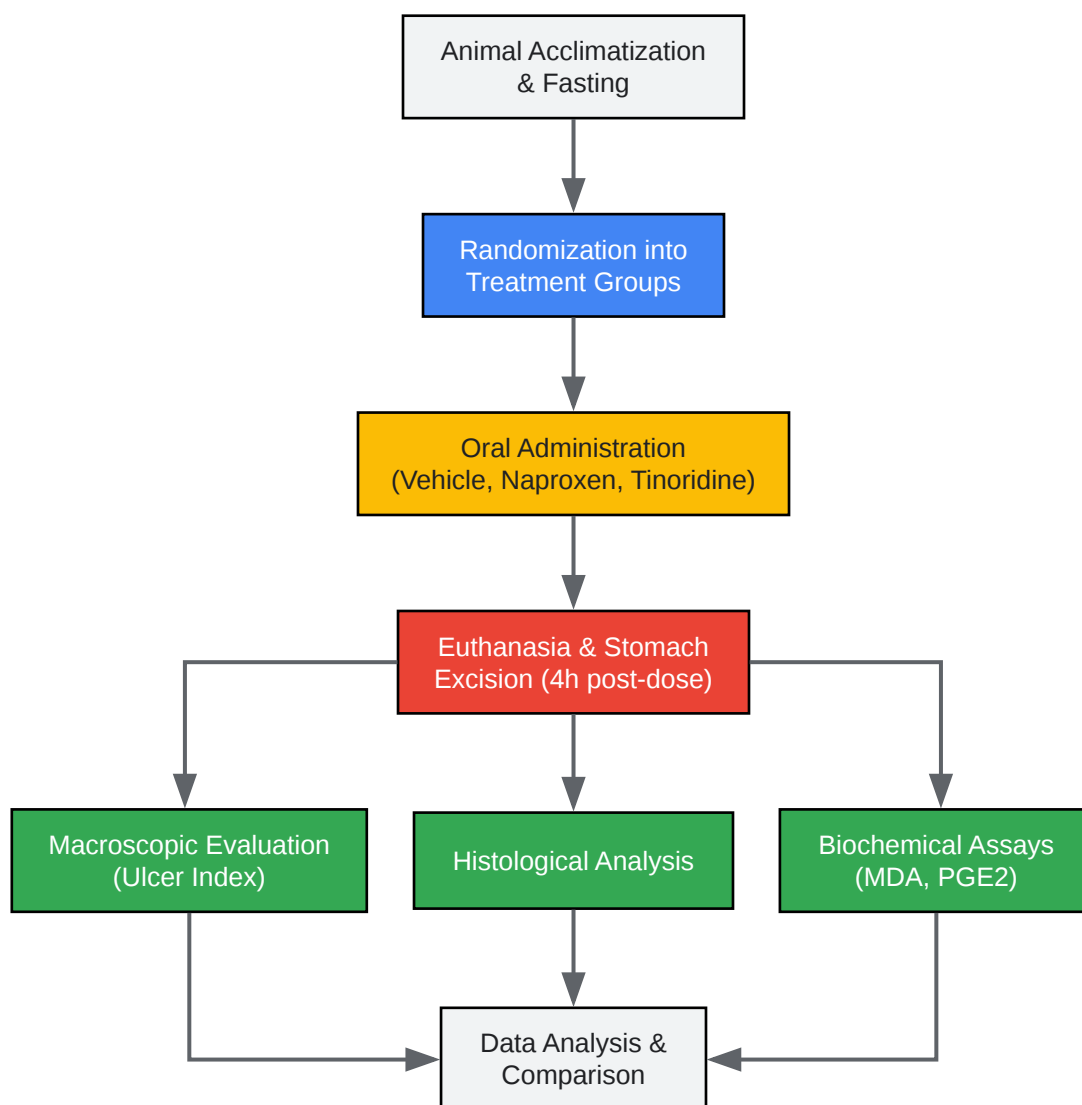 Animal Acclimatization
& Fasting
Randomization into
Treatment Groups
Oral Administration
(Vehicle, Naproxen, Tinoridine)
Euthanasia & Stomach
Excision (4h post-dose)
Macroscopic Evaluation
(Ulcer Index)
Histological Analysis
Biochemical Assays
(MDA, PGE2)
Data Analysis &
Comparison